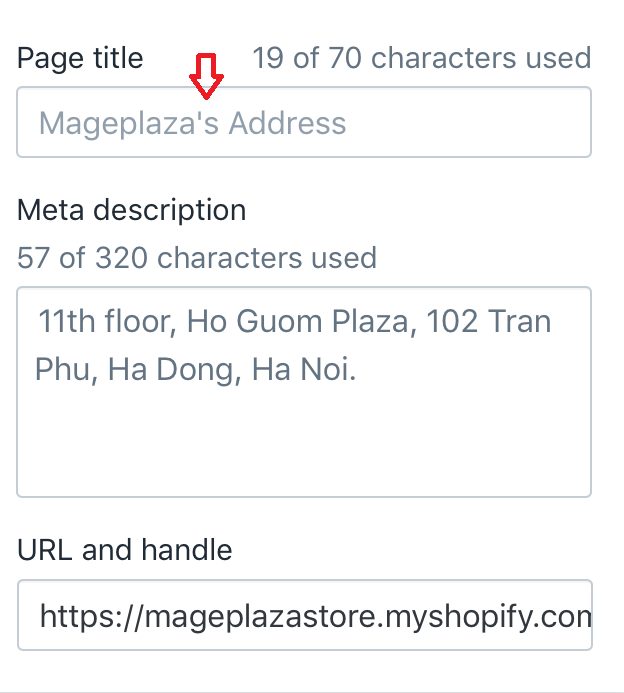 Page title 19 of 70 characters used
Mageplaza's Address
Meta description
57 of 320 characters used
11th floor, Ho Guom Plaza, 102 Tran
Phu, Ha Dong, Ha Noi.
URL and handle
https://mageplazastore.myshopify.com